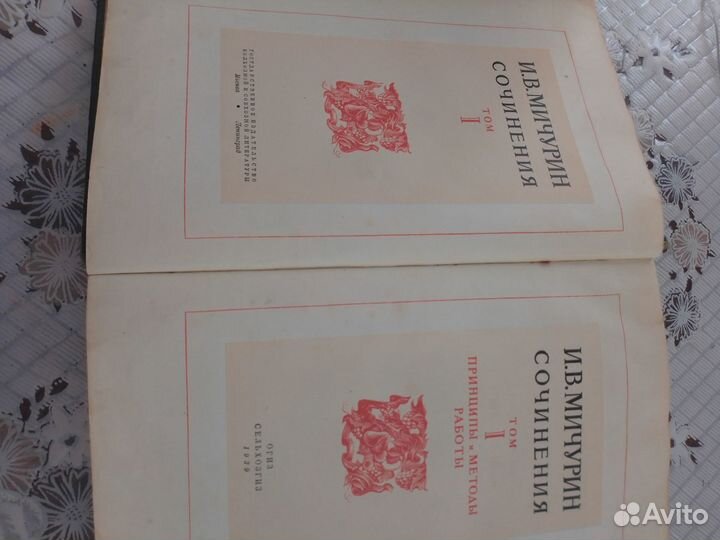 И.В.МИЧУРИН
СОЧИНЕНИЯ
ТОМ
I
ГОСУДАРСТВЕННОЕ ИЗДАТЕЛЬСТВО
КОЛХОЗНОЙ И СОВХОЗНОЙ ЛИТЕРАТУРЫ
Москва • Ленинград
И.В.МИЧУРИН
СОЧИНЕНИЯ
ТОМ
I
ПРИНЦИПЫ и МЕТОДЫ
РАБОТЫ
ОГИЗ
СЕЛЬХОЗГИЗ
1939
Avito